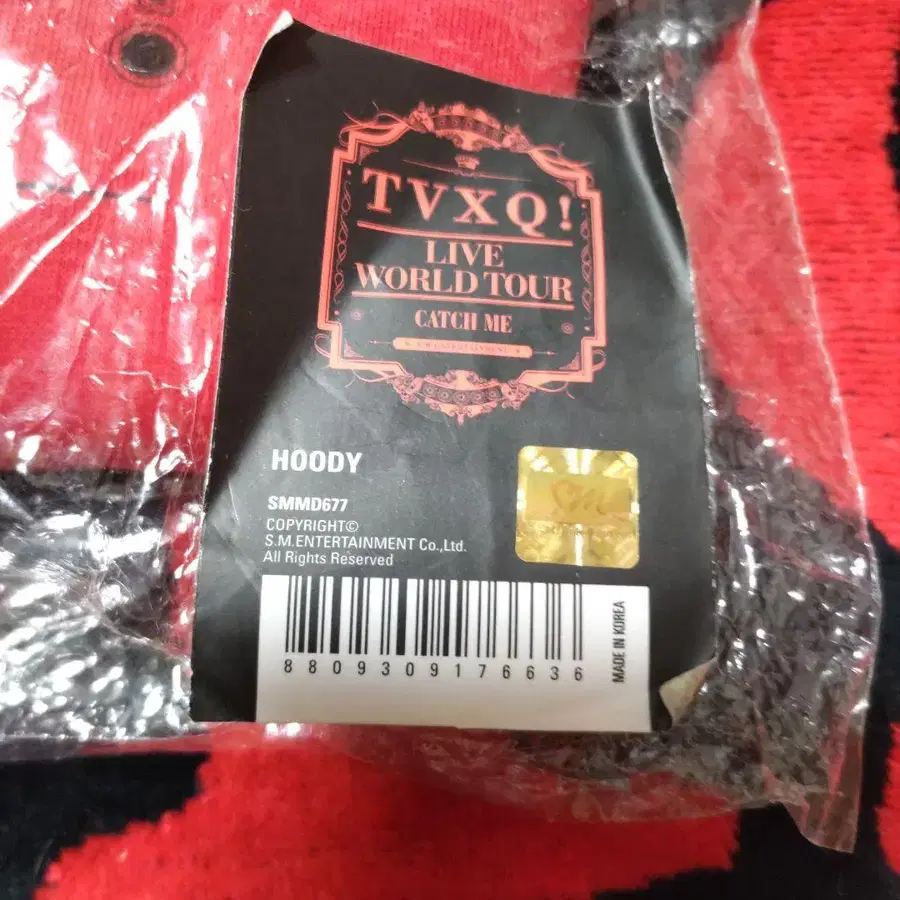 TVXQ!
LIVE
WORLD TOUR
CATCH ME
HOODY
SMMD677
COPYRIGHT©
S.M.ENTERTAINMENT Co.,Ltd.
All Rights Reserved
8809309176636
MADE IN KOREA